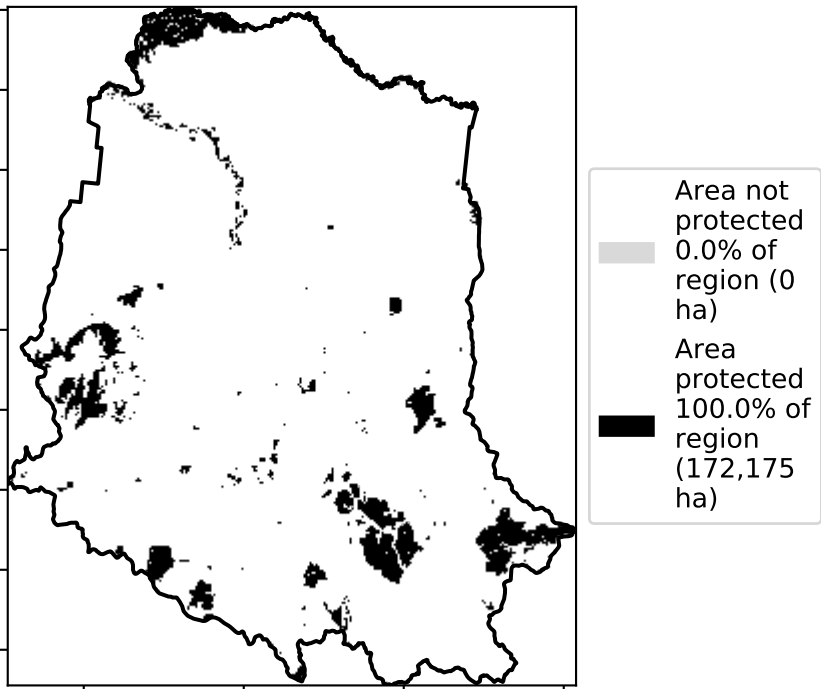 Area not
protected
0.0% of
region (0
ha)
Area
protected
100.0% of
region
(172,175
ha)